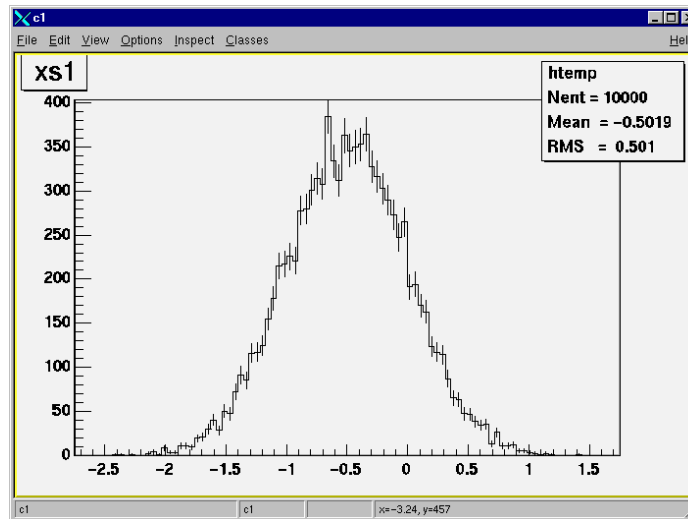 c1
File Edit View Options Inspect Classes Hel
xs1
htemp
Nent = 10000
Mean = -0.5019
RMS = 0.501
400
350
300
250
200
150
100
50
0
-2.5 -2 -1.5 -1 -0.5 0 0.5 1 1.5
c1 c1 x=-3.24, y=457